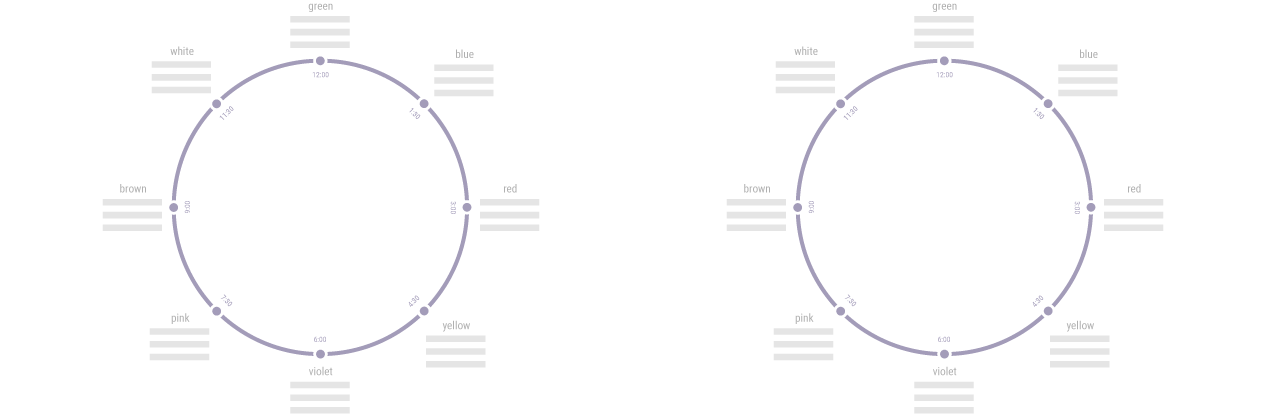 green
white
blue
12:00
11:30
1:30
brown
red
9:00
3:00
7:30
4:30
pink
yellow
6:00
violet
green
white
blue
12:00
11:30
1:30
brown
red
9:00
3:00
7:30
4:30
pink
yellow
6:00
violet